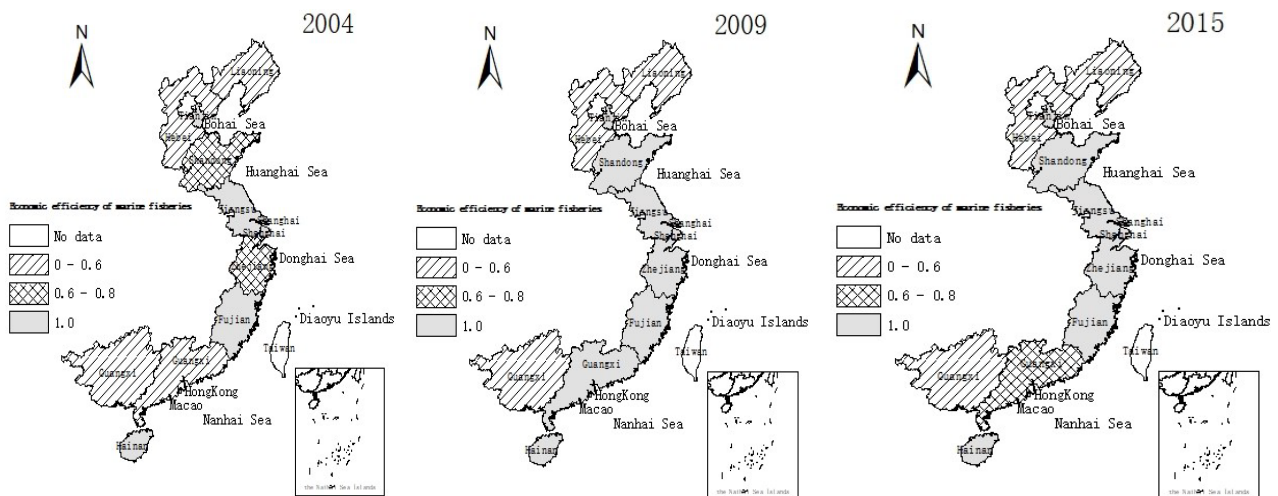 2004
N
Liaoning
Tianjin
Bohai Sea
Hebei
Shandong
Huanghai Sea
Economic efficiency of marine fisheries
Jiangsu
Shanghai
Shanghai
No data
0 - 0.6
0.6 - 0.8
1.0
Zhejiang
Donghai Sea
Fujian
Diaoyu Islands
Taiwan
Guangxi
Guangxi
HongKong
Macao
Nanhai Sea
Hainan
the Nanhai Sea Islands
2009
N
Liaoning
Tianjin
Bohai Sea
Hebei
Shandong
Huanghai Sea
Economic efficiency of marine fisheries
Jiangsu
Shanghai
Shanghai
No data
0 - 0.6
0.6 - 0.8
1.0
Zhejiang
Donghai Sea
Fujian
Diaoyu Islands
Taiwan
Guangxi
Guangxi
HongKong
Macao
Nanhai Sea
Hainan
the Nanhai Sea Islands
2015
N
Liaoning
Tianjin
Bohai Sea
Hebei
Shandong
Huanghai Sea
Economic efficiency of marine fisheries
Jiangsu
Shanghai
Shanghai
No data
0 - 0.6
0.6 - 0.8
1.0
Zhejiang
Donghai Sea
Fujian
Diaoyu Islands
Taiwan
Guangxi
Guangxi
HongKong
Macao
Nanhai Sea
Hainan
the Nanhai Sea Islands